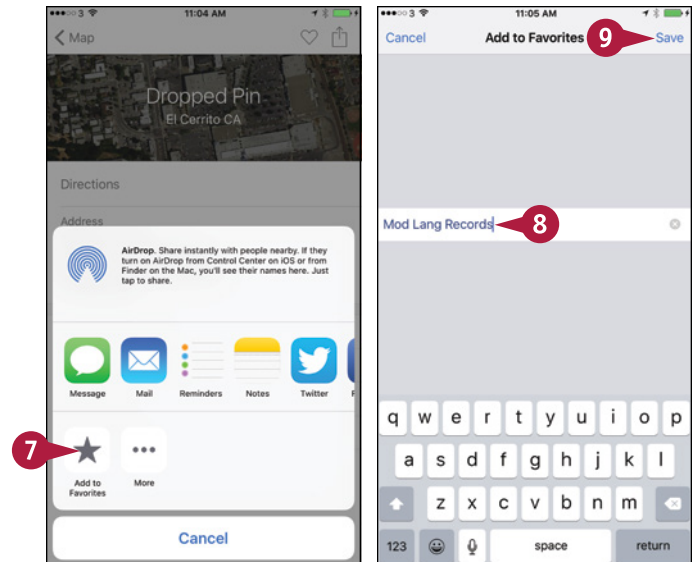 3
11:04 AM
Map
Dropped Pin
El Cerrito CA
Directions
Address
AirDrop. Share instantly with people nearby. If they
turn on AirDrop from Control Center on iOS or from
Finder on the Mac, you'll see their names here. Just
tap to share.
Message Mail Reminders Notes Twitter
7
Add to
Favorites
More
Cancel
3
11:05 AM
Cancel
Add to Favorites
9
Save
Mod Lang Records
8
q w e r t y u i o p
a s d f g h j k l
z x c v b n m
123 space return